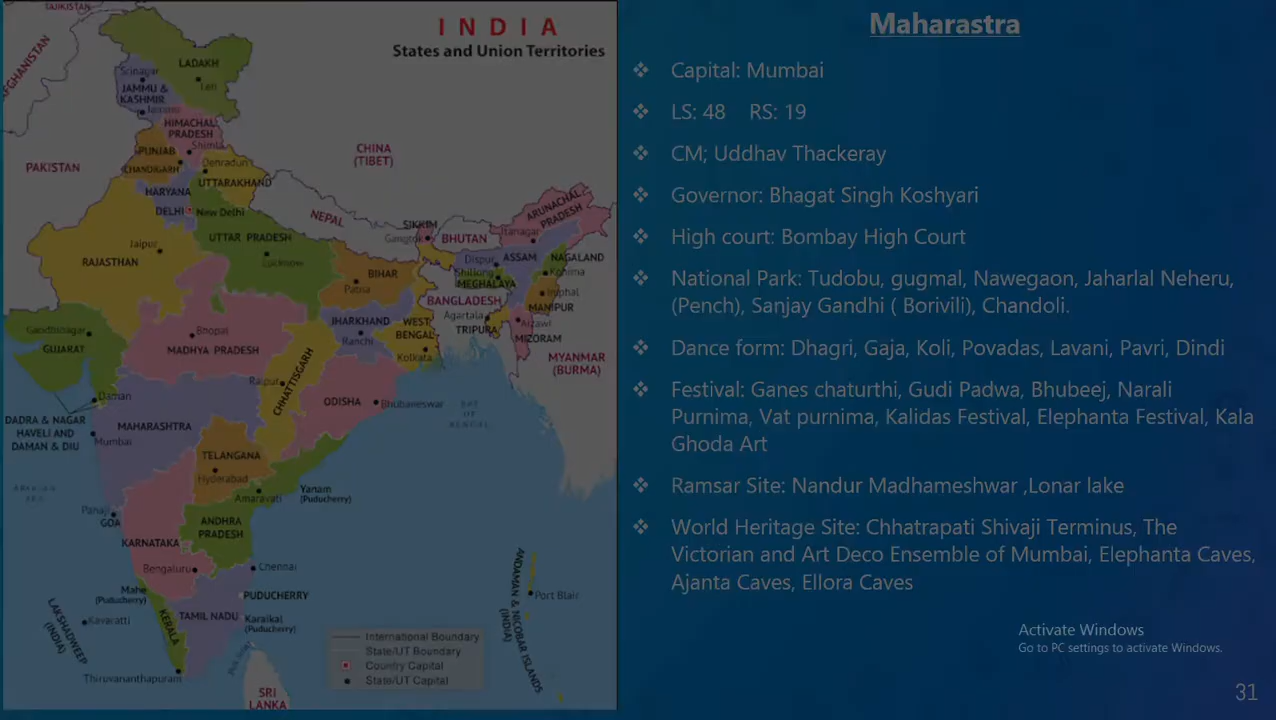 TAJIKISTAN
AFGHANISTAN
INDIA
States and Union Territories
LADAKH
Leh
Srinagar
JAMMU &
KASHMIR
Jammu
HIMACHAL
PRADESH
Shimla
PUNJAB
CHANDIGARH
Dehradun
UTTARAKHAND
CHINA
(TIBET)
PAKISTAN
HARYANA
DELHI
New Delhi
NEPAL
SIKKIM
Gangtok
BHUTAN
ARUNACHAL
PRADESH
Itanagar
Jaipur
RAJASTHAN
UTTAR PRADESH
Lucknow
BIHAR
Patna
Dispur
ASSAM
NAGALAND
Kohima
Shillong
MEGHALAYA
Imphal
MANIPUR
BANGLADESH
Agartala
TRIPURA
Aizawl
MIZORAM
MYANMAR
(BURMA)
Gandhinagar
GUJARAT
Bhopal
MADHYA PRADESH
JHARKHAND
Ranchi
WEST
BENGAL
Kolkata
Raipur
CHHATTISGARH
ODISHA
Bhubaneswar
BAY
OF
BENGAL
Daman
DADRA & NAGAR
HAVELI AND
DAMAN & DIU
MAHARASHTRA
Mumbai
TELANGANA
Hyderabad
Amaravati
Yanam
(Puducherry)
ARABIAN
SEA
Panaji
GOA
ANDHRA
PRADESH
KARNATAKA
Bengaluru
Chennai
Mahe
(Puducherry)
PUDUCHERRY
LAKSHADWEEP
(INDIA)
Kavaratti
KERALA
TAMIL NADU
Karaikal
(Puducherry)
ANDAMAN & NICOBAR ISLANDS
(INDIA)
Port Blair
Thiruvananthapuram
SRI
LANKA
International Boundary
State/UT Boundary
Country Capital
State/UT Capital
Maharastra
❖ Capital: Mumbai
❖ LS: 48 RS: 19
❖ CM; Uddhav Thackeray
❖ Governor: Bhagat Singh Koshyari
❖ High court: Bombay High Court
❖ National Park: Tudobu, gugmal, Nawegaon, Jaharlal Neheru,
(Pench), Sanjay Gandhi ( Borivili), Chandoli.
❖ Dance form: Dhagri, Gaja, Koli, Povadas, Lavani, Pavri, Dindi
❖ Festival: Ganes chaturthi, Gudi Padwa, Bhubeej, Narali
Purnima, Vat purnima, Kalidas Festival, Elephanta Festival, Kala
Ghoda Art
❖ Ramsar Site: Nandur Madhameshwar ,Lonar lake
❖ World Heritage Site: Chhatrapati Shivaji Terminus, The
Victorian and Art Deco Ensemble of Mumbai, Elephanta Caves,
Ajanta Caves, Ellora Caves
Activate Windows
Go to PC settings to activate Windows.
31